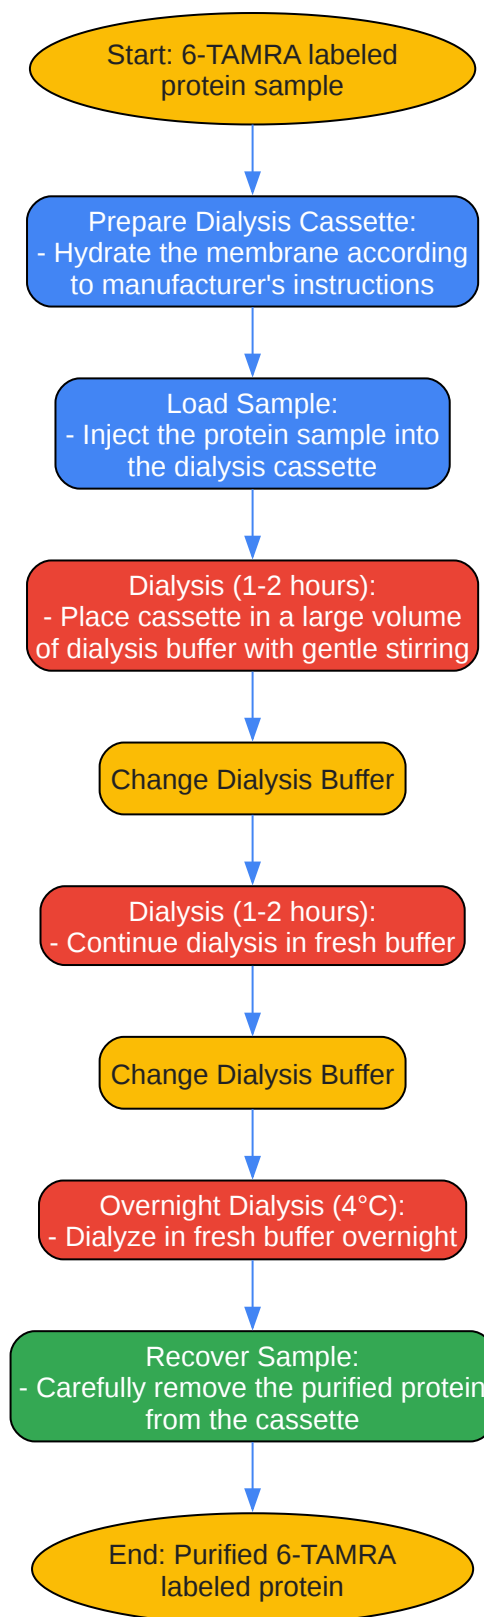 Start: 6-TAMRA labeled
protein sample
Prepare Dialysis Cassette:
- Hydrate the membrane according
to manufacturer's instructions
Load Sample:
- Inject the protein sample into
the dialysis cassette
Dialysis (1-2 hours):
- Place cassette in a large volume
of dialysis buffer with gentle stirring
Change Dialysis Buffer
Dialysis (1-2 hours):
- Continue dialysis in fresh buffer
Change Dialysis Buffer
Overnight Dialysis (4°C):
- Dialyze in fresh buffer overnight
Recover Sample:
- Carefully remove the purified protein
from the cassette
End: Purified 6-TAMRA
labeled protein